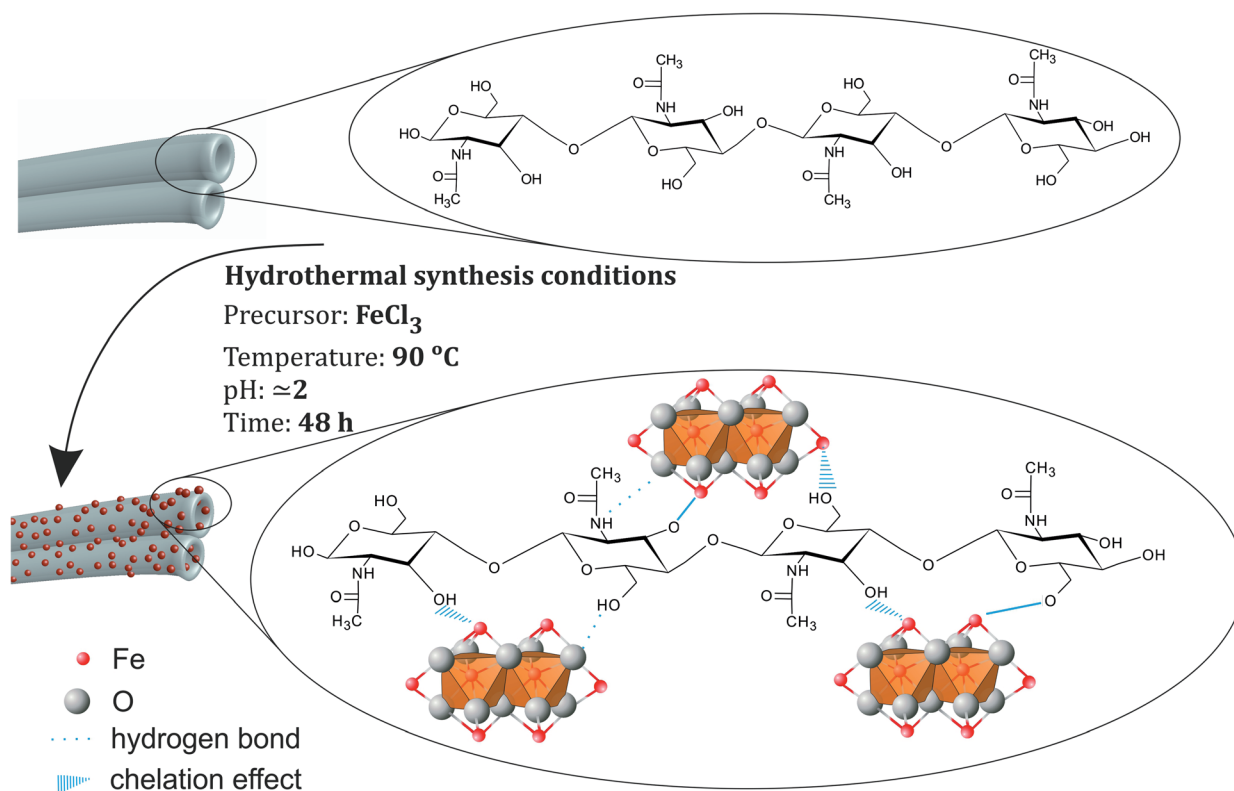 CH₃
O
NH
HO
O
HO
O
OH
O
HO
O
NH
OH
O
HO
O
NH
O
H₃C
OH
O
NH
CH₃
OH
O
CH₃
O
NH
OH
OH
O
HO
Hydrothermal synthesis conditions
Precursor: FeCl₃
Temperature: 90 °C
pH: ≃2
Time: 48 h
CH₃
O
NH
O
HO
O
HO
O
NH
O
H₃C
OH
O
HO
O
HO
O
NH
O
CH₃
OH
O
CH₃
O
NH
OH
OH
O
O
Fe
O
hydrogen bond
chelation effect